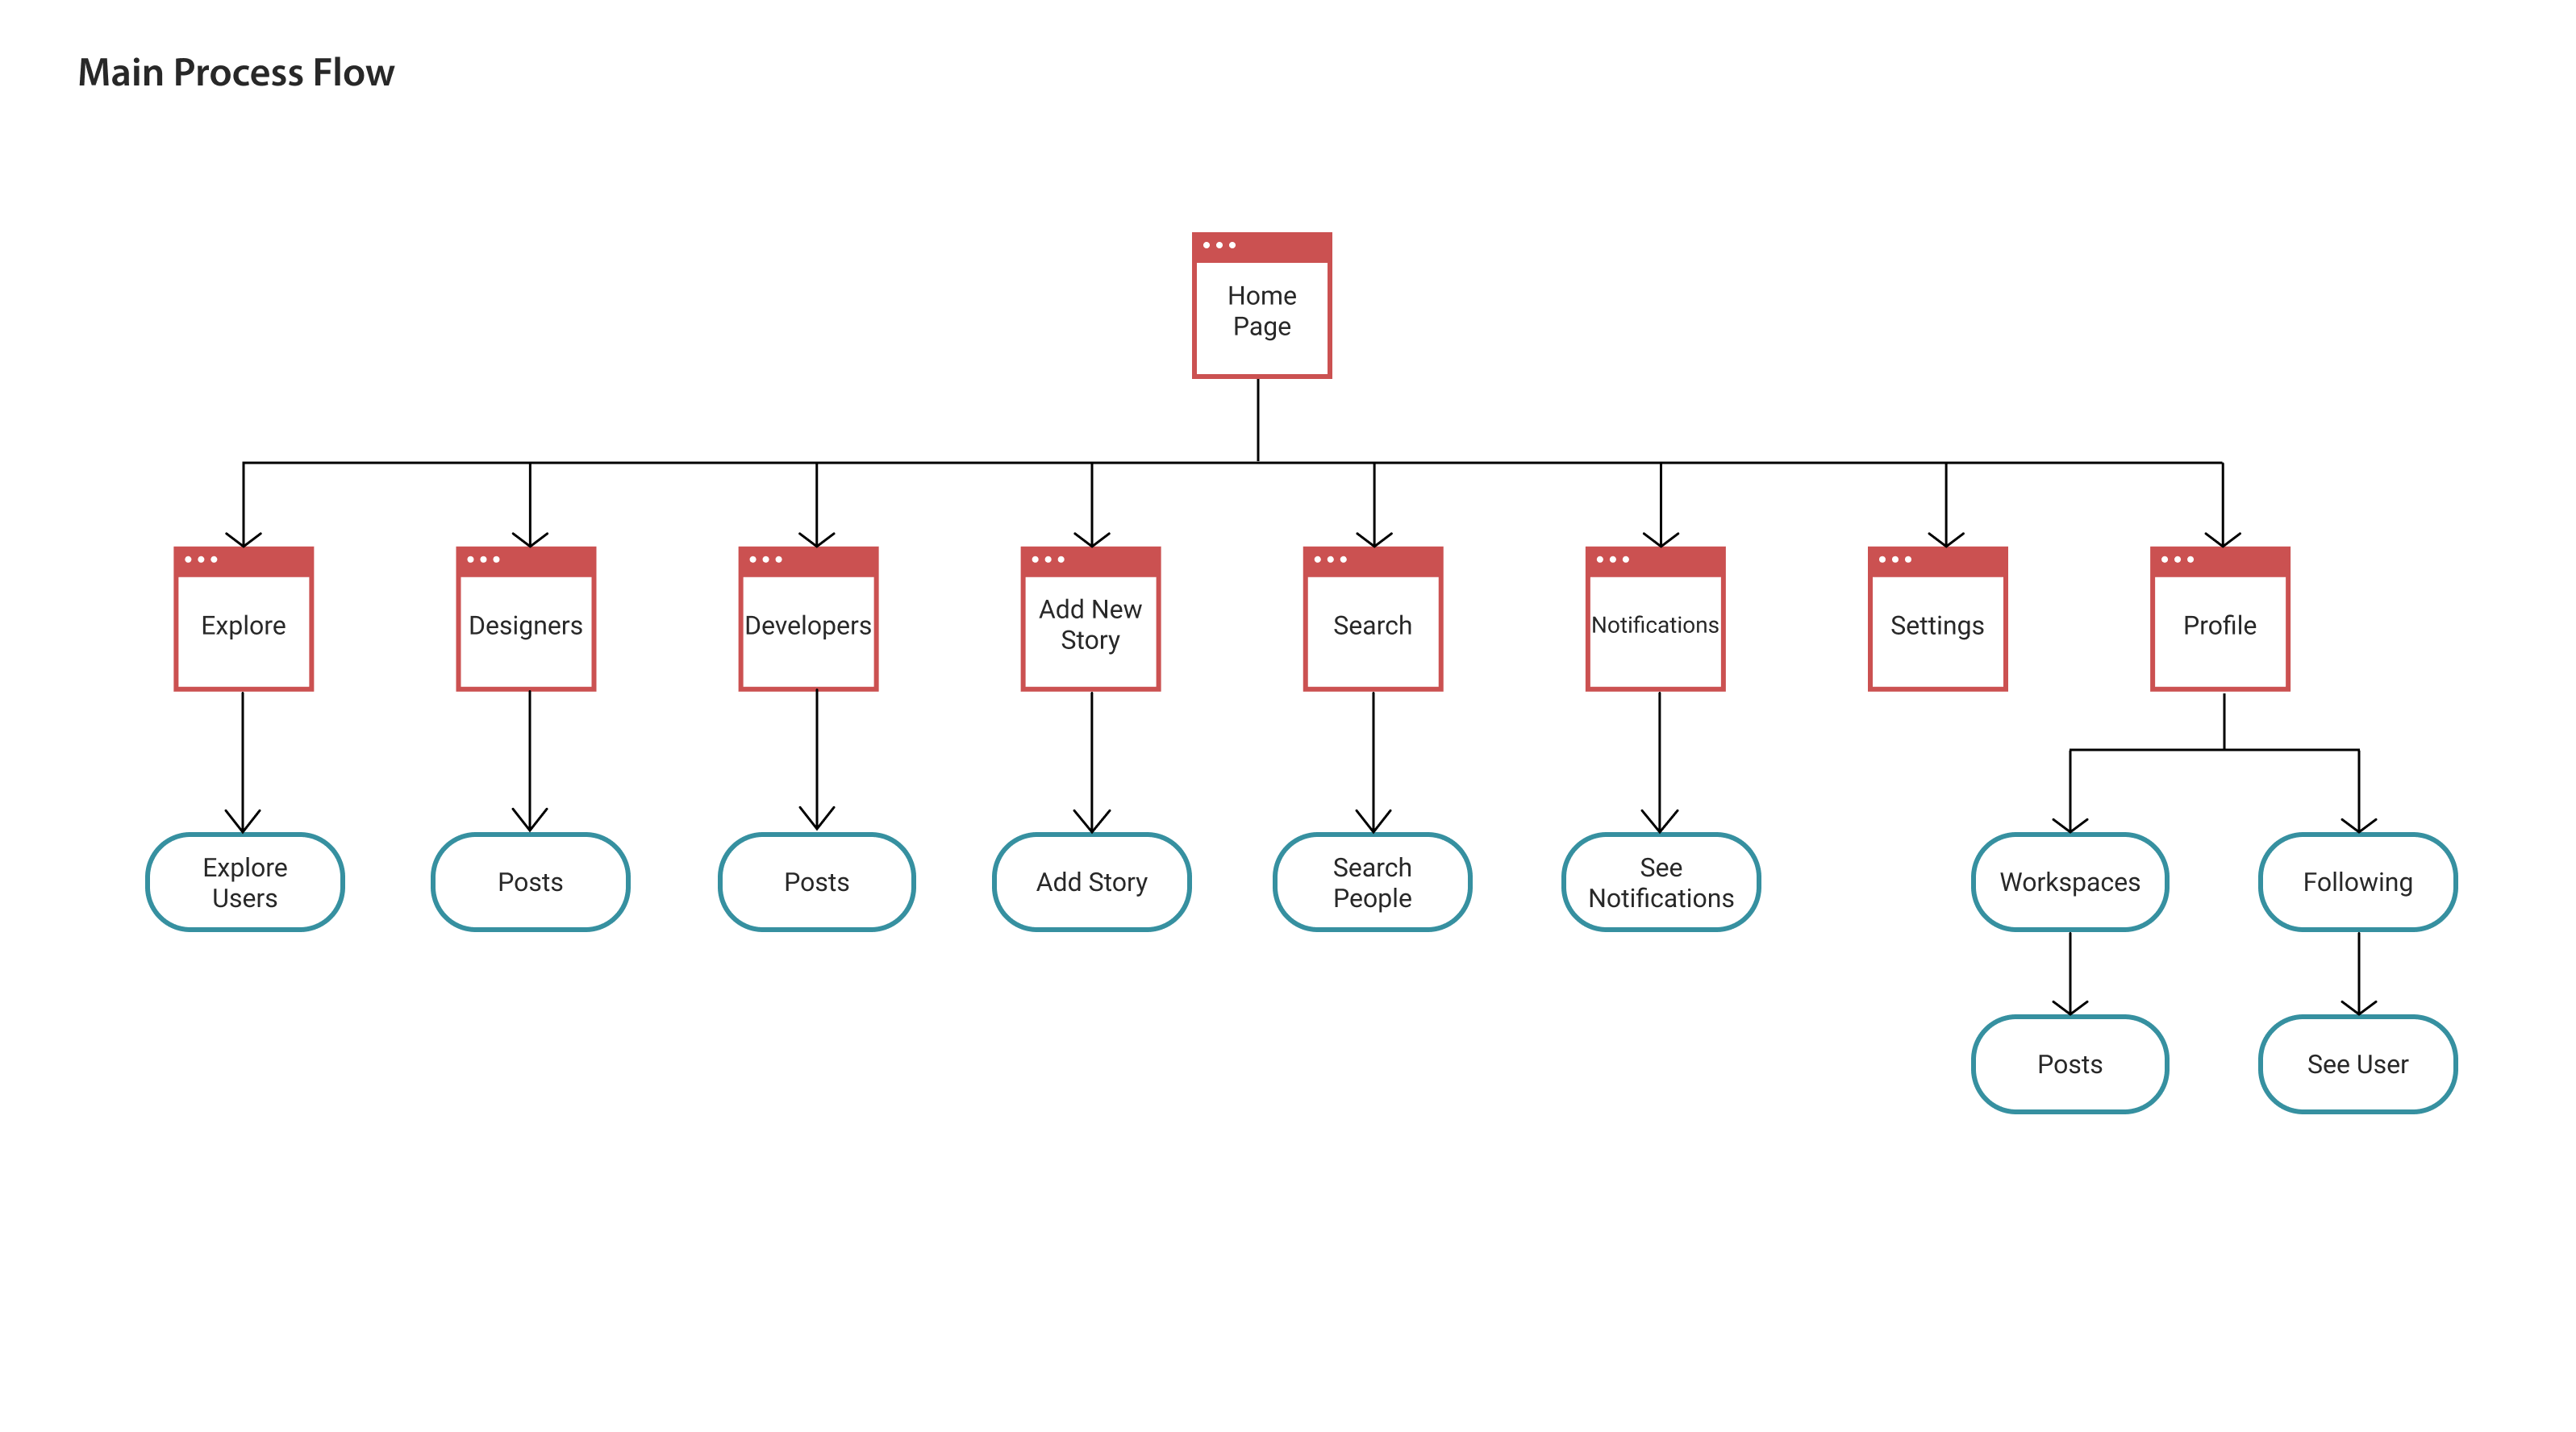 Main Process Flow
Home
Page
Explore
Designers
Developers
Add New
Story
Search
Notifications
Settings
Profile
Explore
Users
Posts
Posts
Add Story
Search
People
See
Notifications
Workspaces
Following
Posts
See User